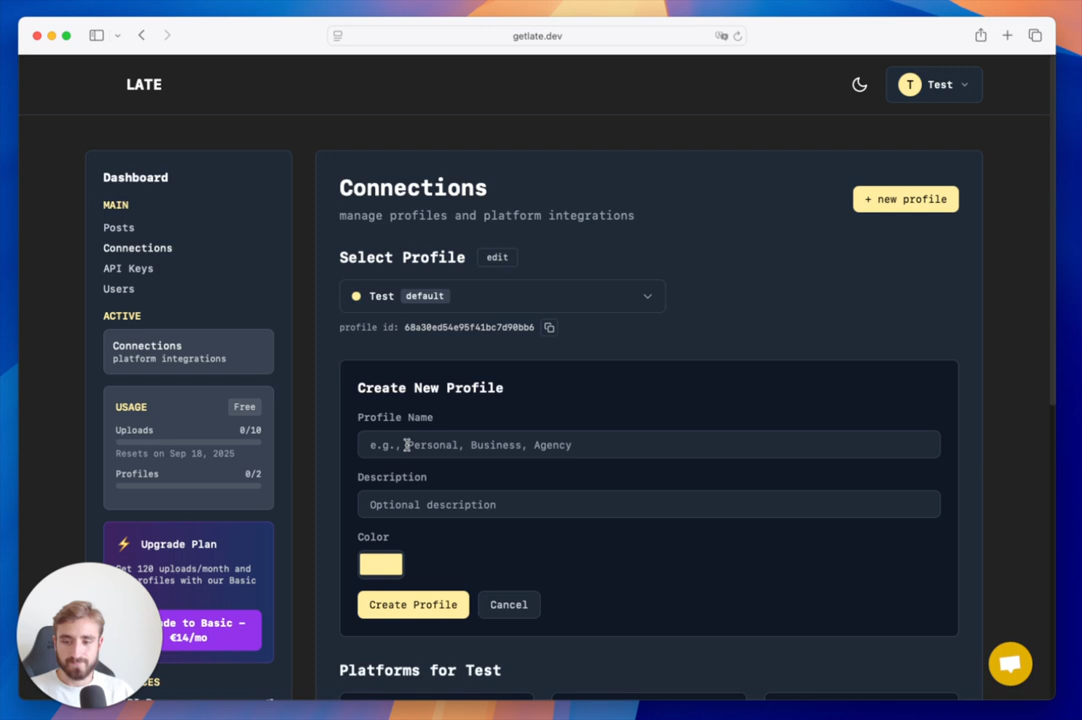 getlate.dev
LATE
T Test
Dashboard
MAIN
Posts
Connections
API Keys
Users
ACTIVE
Connections
platform integrations
USAGE Free
Uploads 0/10
Resets on Sep 18, 2025
Profiles 0/2
Upgrade Plan
Get 120 uploads/month and
with our Basic
to Basic –
€14/mo
Connections
manage profiles and platform integrations
+ new profile
Select Profile edit
Test default
profile id: 68a30ed54e95f41bc7d90bb6
Create New Profile
Profile Name
e.g., Personal, Business, Agency
Description
Optional description
Color
Create Profile Cancel
Platforms for Test